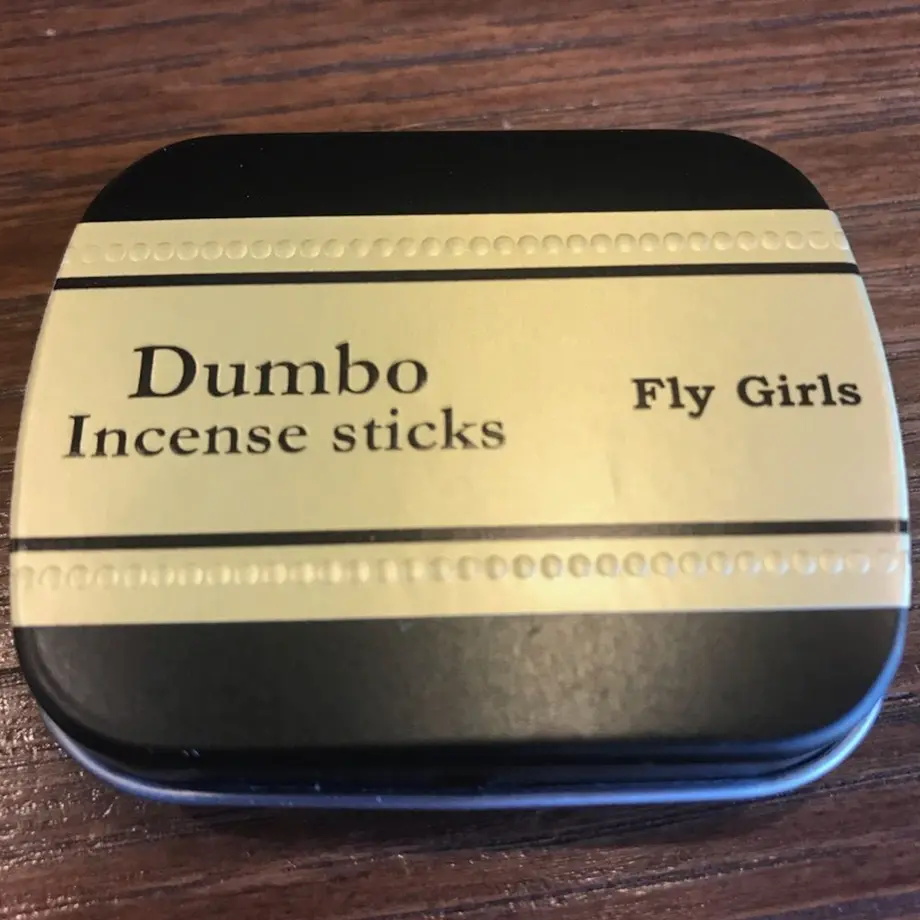 Dumbo
Incense sticks
Fly Girls